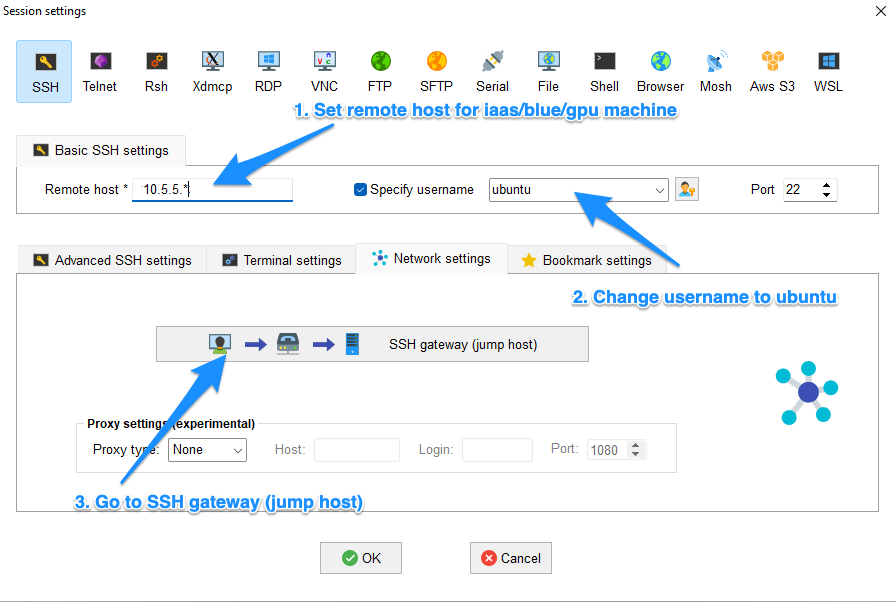 Session settings
SSH Telnet Rsh Xdmcp RDP VNC FTP SFTP Serial File Shell Browser Mosh Aws S3 WSL
1. Set remote host for iaas/blue/gpu machine
Basic SSH settings
Remote host * 10.5.5.* Specify username ubuntu Port 22
Advanced SSH settings Terminal settings Network settings Bookmark settings
2. Change username to ubuntu
SSH gateway (jump host)
Proxy settings (experimental)
Proxy type: None Host: Login: Port: 1080
3. Go to SSH gateway (jump host)
OK Cancel